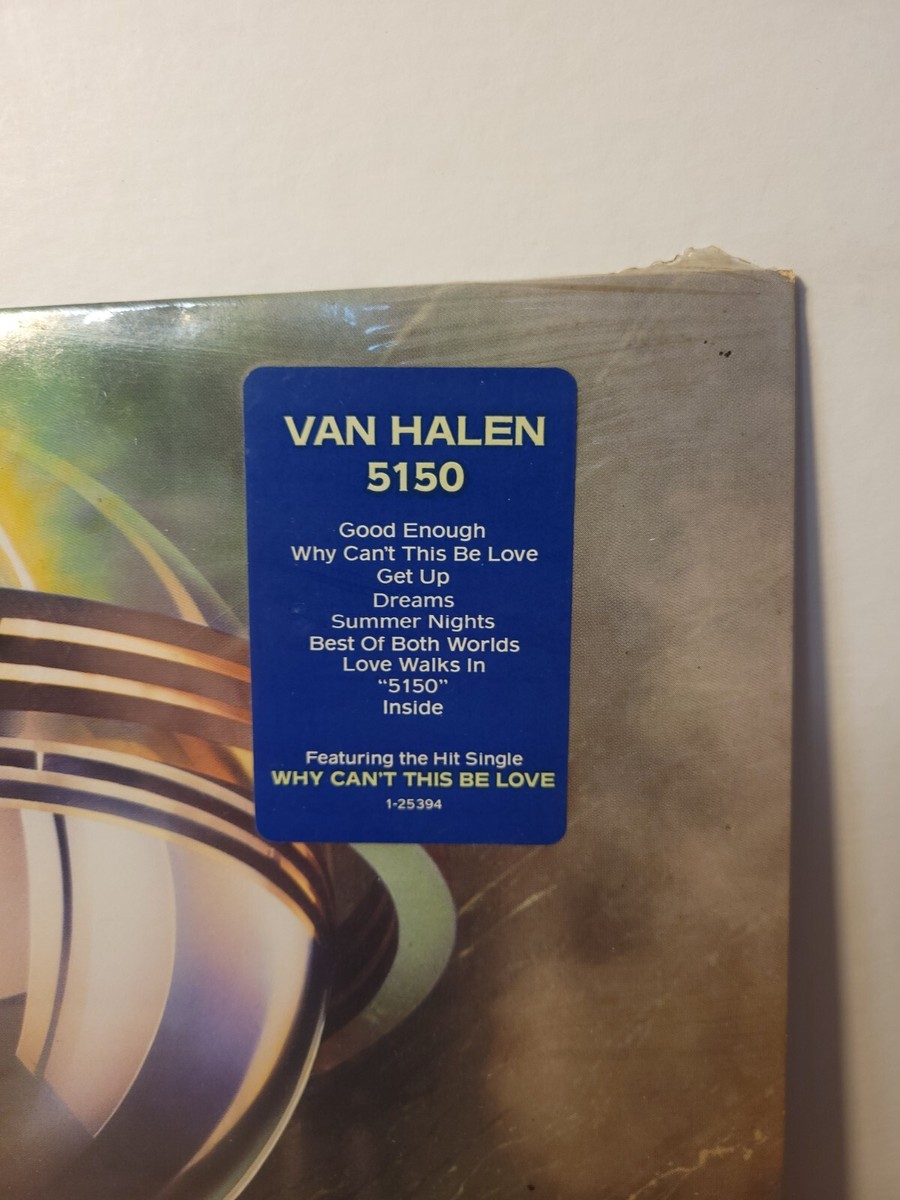 VAN HALEN
5150
Good Enough
Why Can't This Be Love
Get Up
Dreams
Summer Nights
Best Of Both Worlds
Love Walks In
“5150”
Inside
Featuring the Hit Single
WHY CAN'T THIS BE LOVE
1-25394